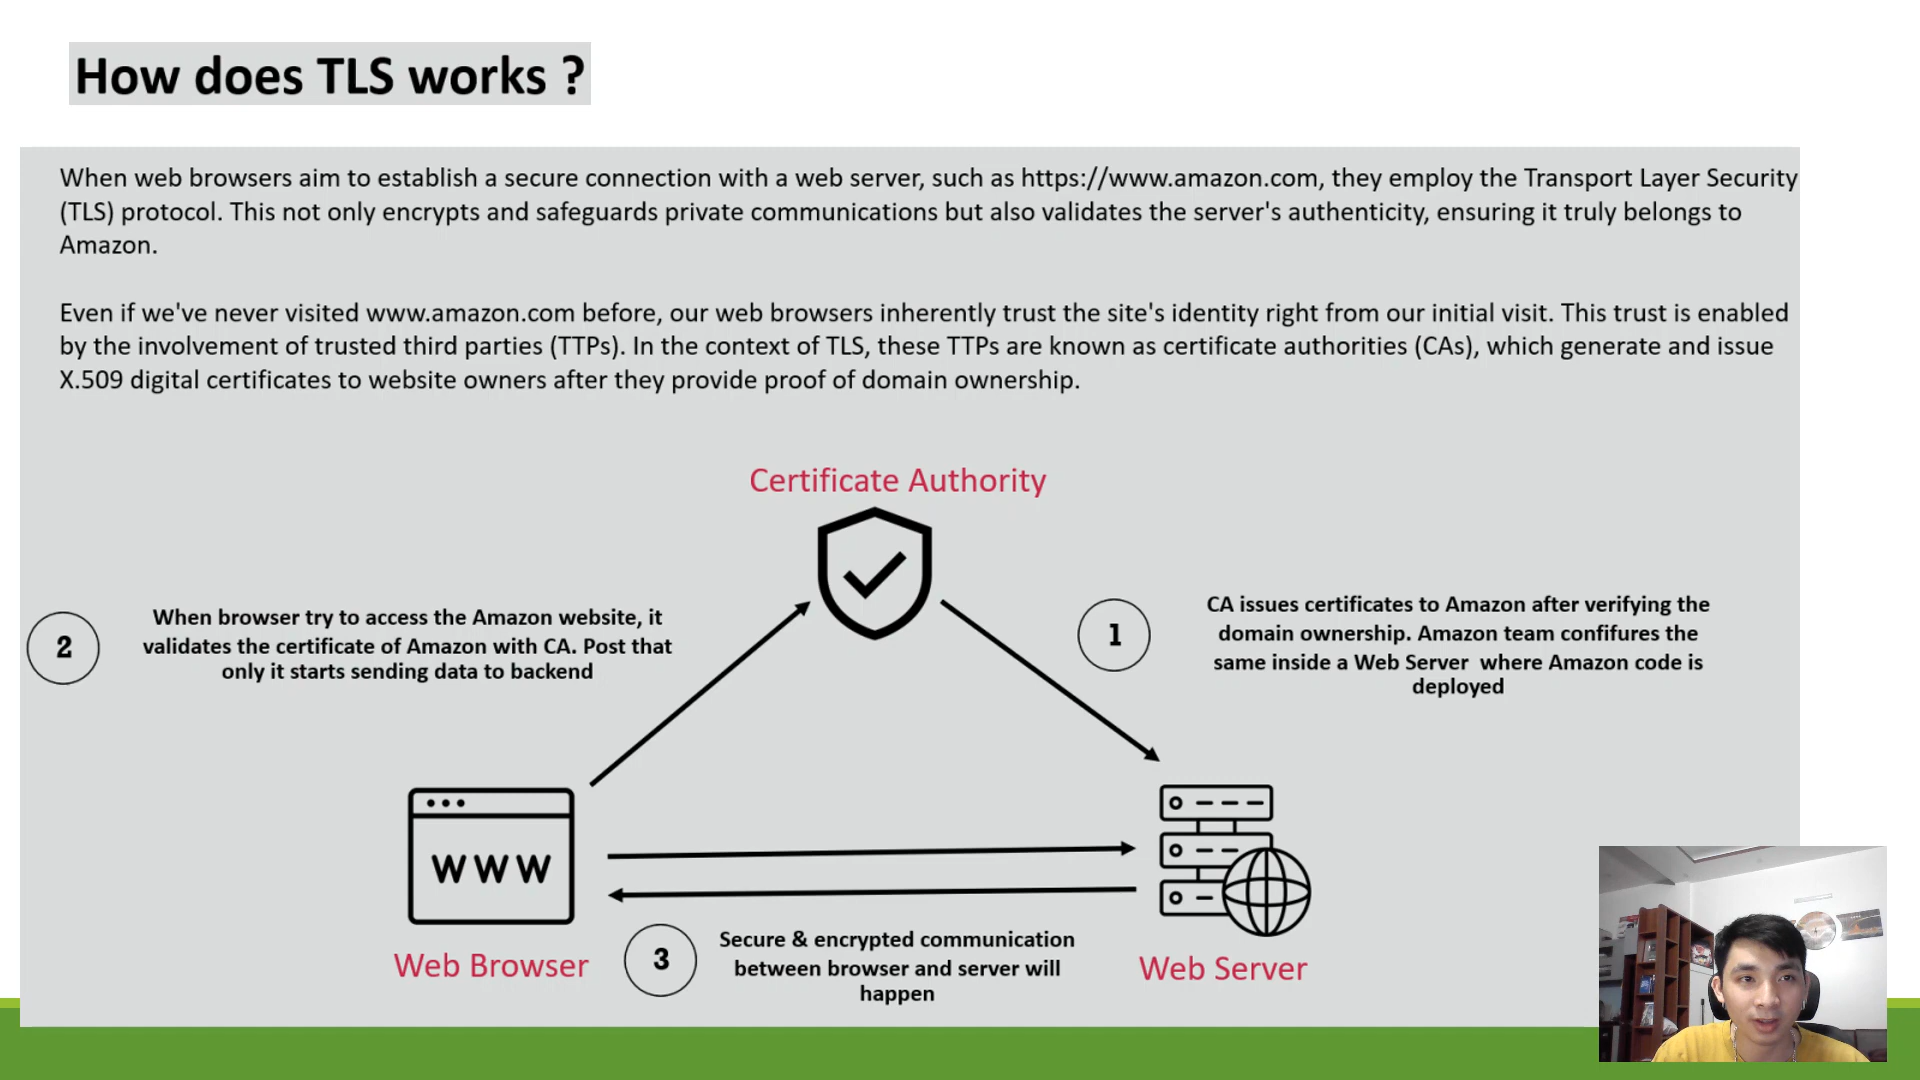 How does TLS works ?
When web browsers aim to establish a secure connection with a web server, such as https://www.amazon.com, they employ the Transport Layer Security
(TLS) protocol. This not only encrypts and safeguards private communications but also validates the server's authenticity, ensuring it truly belongs to
Amazon.
Even if we've never visited www.amazon.com before, our web browsers inherently trust the site's identity right from our initial visit. This trust is enabled
by the involvement of trusted third parties (TTPs). In the context of TLS, these TTPs are known as certificate authorities (CAs), which generate and issue
X.509 digital certificates to website owners after they provide proof of domain ownership.
Certificate Authority
2
When browser try to access the Amazon website, it
validates the certificate of Amazon with CA. Post that
only it starts sending data to backend
1
CA issues certificates to Amazon after verifying the
domain ownership. Amazon team confifures the
same inside a Web Server where Amazon code is
deployed
WWW
Web Browser
3
Secure & encrypted communication
between browser and server will
happen
Web Server